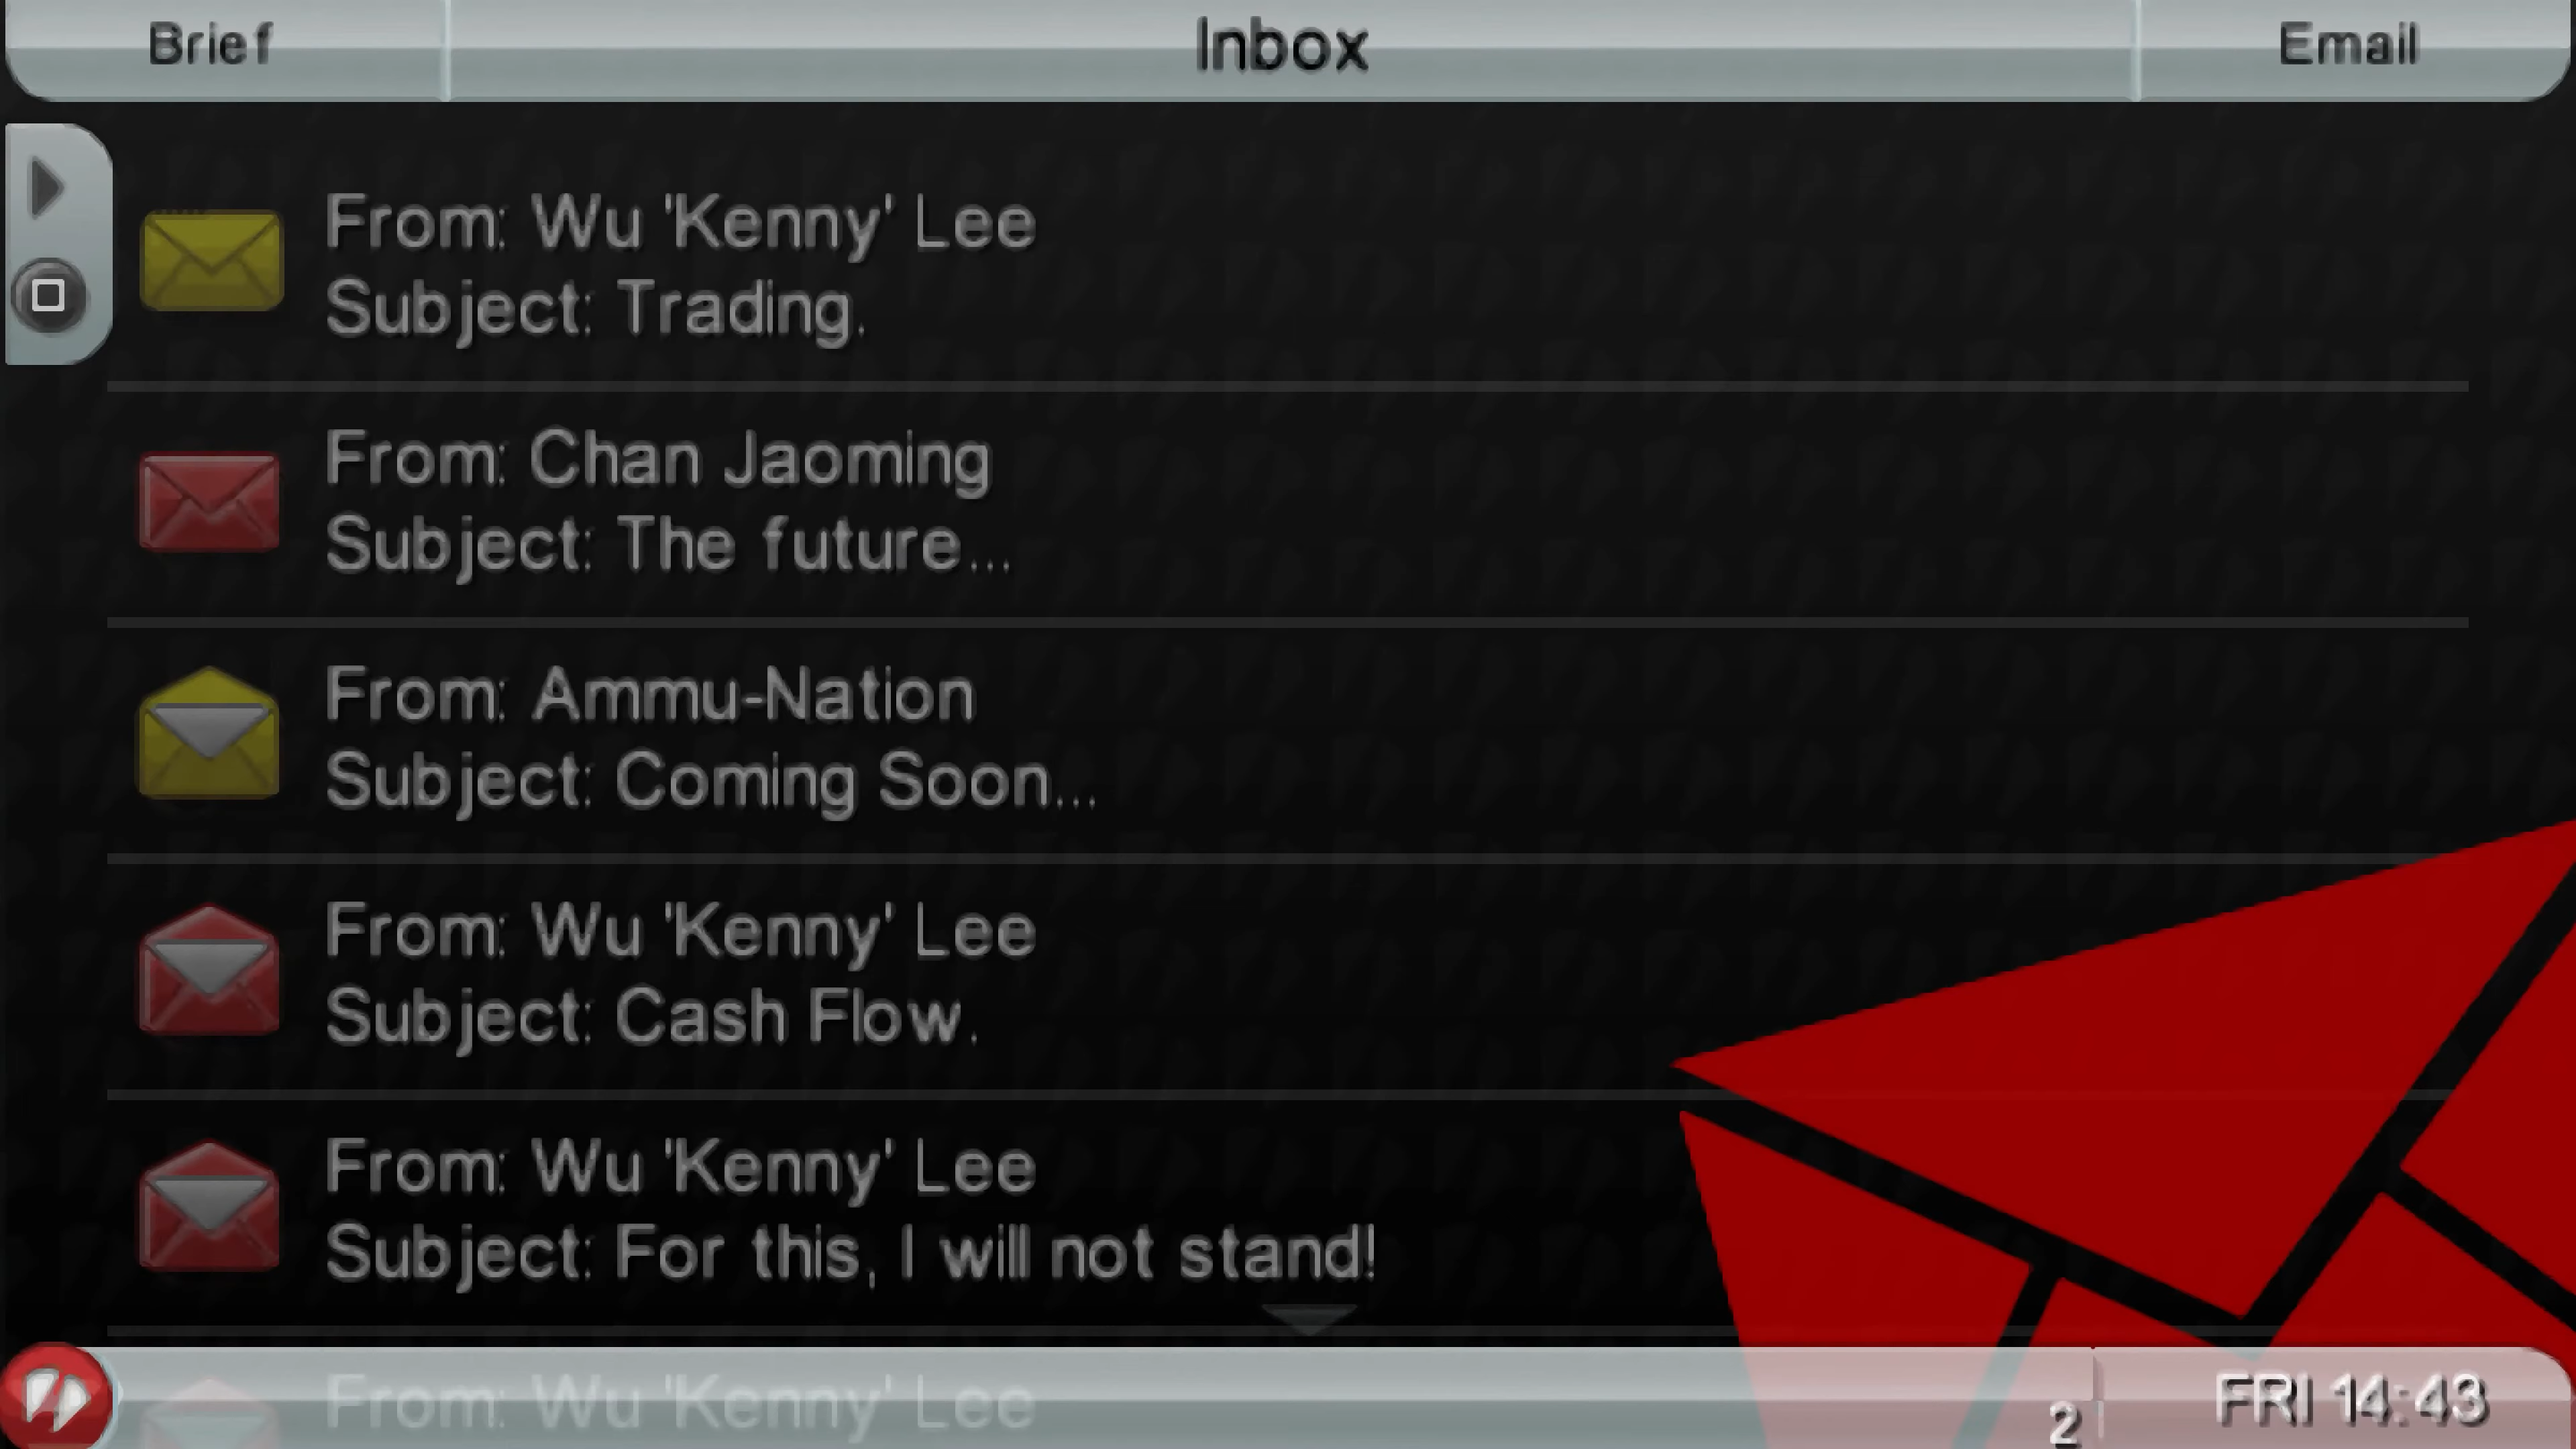 Brief
Inbox
Email
From: Wu 'Kenny' Lee
Subject: Trading.
From: Chan Jaoming
Subject: The future...
From: Ammu-Nation
Subject: Coming Soon...
From: Wu 'Kenny' Lee
Subject: Cash Flow.
From: Wu 'Kenny' Lee
Subject: For this, I will not stand!
From: Wu 'Kenny' Lee
2
FRI 14:43